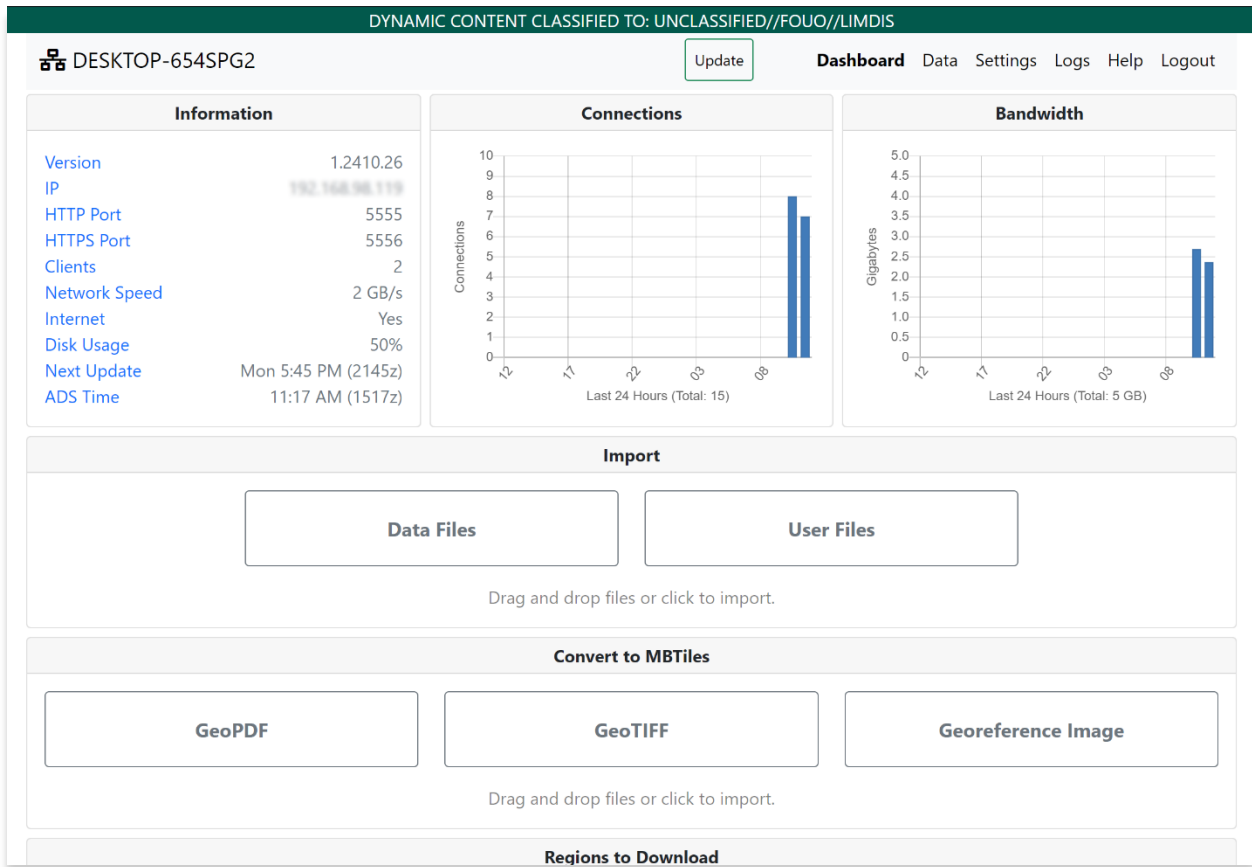 DYNAMIC CONTENT CLASSIFIED TO: UNCLASSIFIED//FOUO//LIMDIS
DESKTOP-654SPG2 Update Dashboard Data Settings Logs Help Logout
Information
Version 1.2410.26
IP
HTTP Port 5555
HTTPS Port 5556
Clients 2
Network Speed 2 GB/s
Internet Yes
Disk Usage 50%
Next Update Mon 5:45 PM (2145z)
ADS Time 11:17 AM (1517z)
Connections
10
9
8
7
6
5
4
3
2
1
0
Connections
12 17 22 03 08
Last 24 Hours (Total: 15)
Bandwidth
5.0
4.5
4.0
3.5
3.0
2.5
2.0
1.5
1.0
0.5
0
Gigabytes
12 17 22 03 08
Last 24 Hours (Total: 5 GB)
Import
Data Files User Files
Drag and drop files or click to import.
Convert to MBTiles
GeoPDF GeoTIFF Georeference Image
Drag and drop files or click to import.
Regions to Download